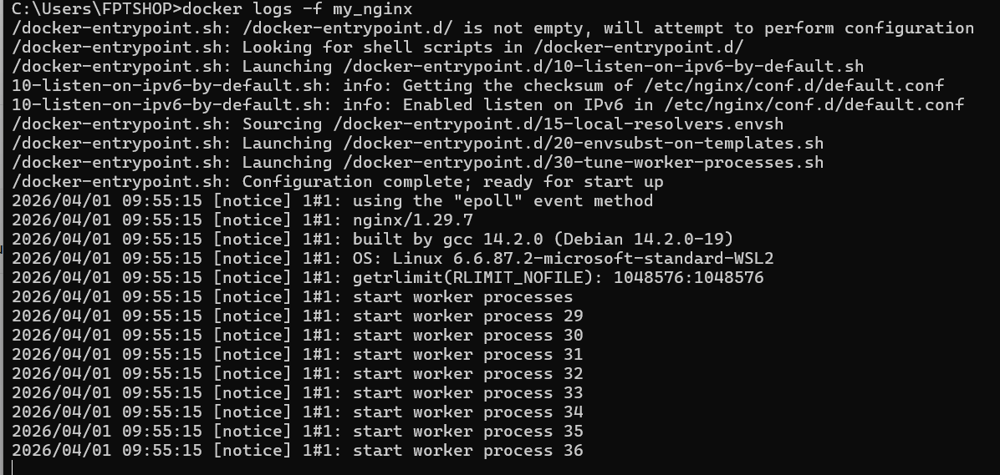 C:\Users\FPTSHOP>docker logs -f my_nginx
/docker-entrypoint.sh: /docker-entrypoint.d/ is not empty, will attempt to perform configuration
/docker-entrypoint.sh: Looking for shell scripts in /docker-entrypoint.d/
/docker-entrypoint.sh: Launching /docker-entrypoint.d/10-listen-on-ipv6-by-default.sh
10-listen-on-ipv6-by-default.sh: info: Getting the checksum of /etc/nginx/conf.d/default.conf
10-listen-on-ipv6-by-default.sh: info: Enabled listen on IPv6 in /etc/nginx/conf.d/default.conf
/docker-entrypoint.sh: Sourcing /docker-entrypoint.d/15-local-resolvers.envsh
/docker-entrypoint.sh: Launching /docker-entrypoint.d/20-envsubst-on-templates.sh
/docker-entrypoint.sh: Launching /docker-entrypoint.d/30-tune-worker-processes.sh
/docker-entrypoint.sh: Configuration complete; ready for start up
2026/04/01 09:55:15 [notice] 1#1: using the "epoll" event method
2026/04/01 09:55:15 [notice] 1#1: nginx/1.29.7
2026/04/01 09:55:15 [notice] 1#1: built by gcc 14.2.0 (Debian 14.2.0-19)
2026/04/01 09:55:15 [notice] 1#1: OS: Linux 6.6.87.2-microsoft-standard-WSL2
2026/04/01 09:55:15 [notice] 1#1: getrlimit(RLIMIT_NOFILE): 1048576:1048576
2026/04/01 09:55:15 [notice] 1#1: start worker processes
2026/04/01 09:55:15 [notice] 1#1: start worker process 29
2026/04/01 09:55:15 [notice] 1#1: start worker process 30
2026/04/01 09:55:15 [notice] 1#1: start worker process 31
2026/04/01 09:55:15 [notice] 1#1: start worker process 32
2026/04/01 09:55:15 [notice] 1#1: start worker process 33
2026/04/01 09:55:15 [notice] 1#1: start worker process 34
2026/04/01 09:55:15 [notice] 1#1: start worker process 35
2026/04/01 09:55:15 [notice] 1#1: start worker process 36